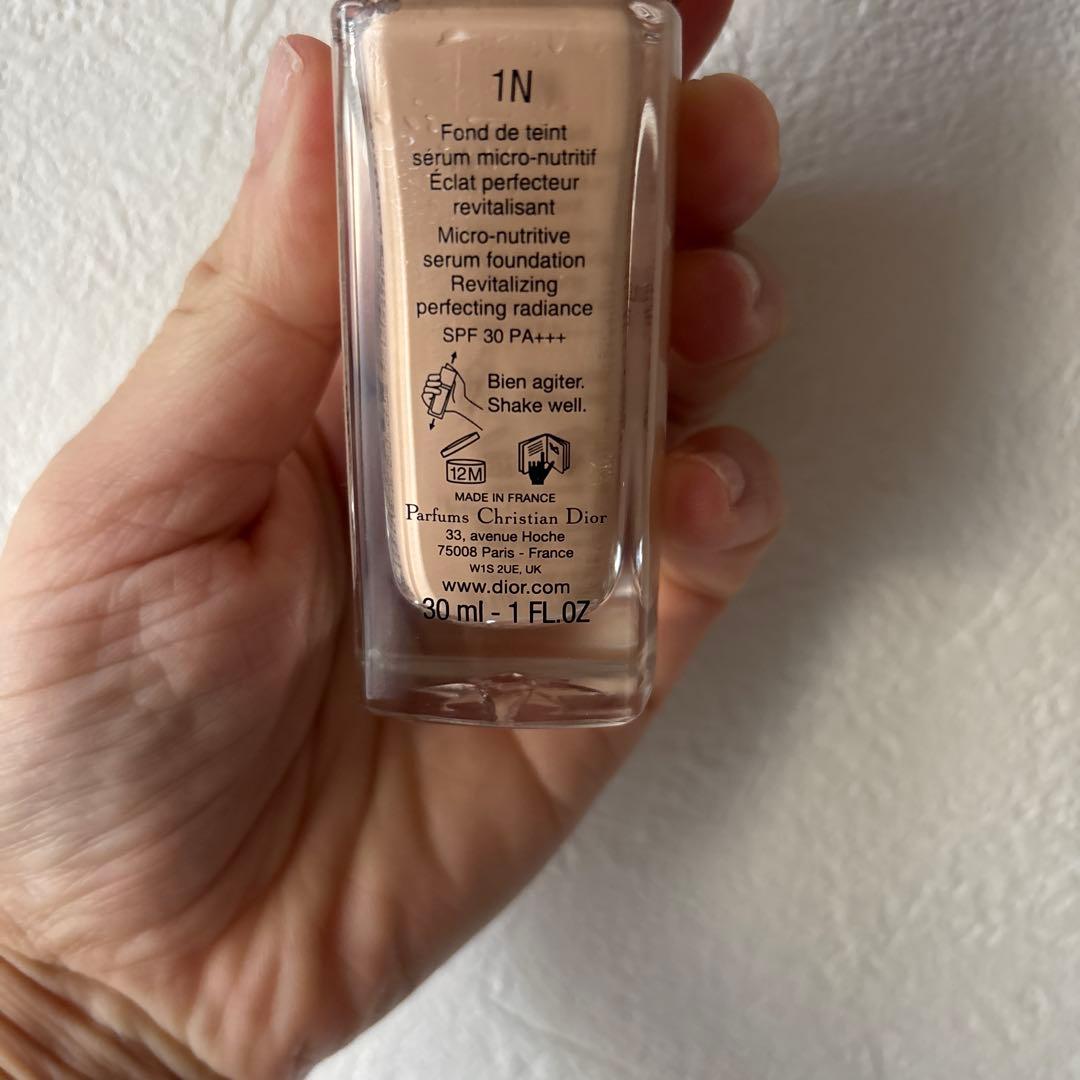 1N
Fond de teint
sérum micro-nutritif
Éclat perfecteur
revitalisant
Micro-nutritive
serum foundation
Revitalizing
perfecting radiance
SPF 30 PA+++
Bien agiter.
Shake well.
12M
MADE IN FRANCE
Parfums Christian Dior
33, avenue Hoche
75008 Paris - France
W1S 2UE, UK
www.dior.com
30 ml - 1 FL.OZ